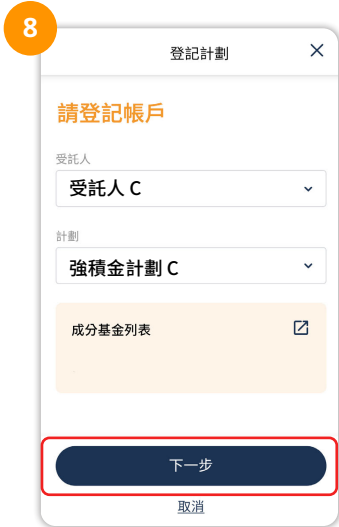 8
登記計劃
請登記帳戶
受託人
受託人 C
計劃
強積金計劃 C
成分基金列表
下一步
取消